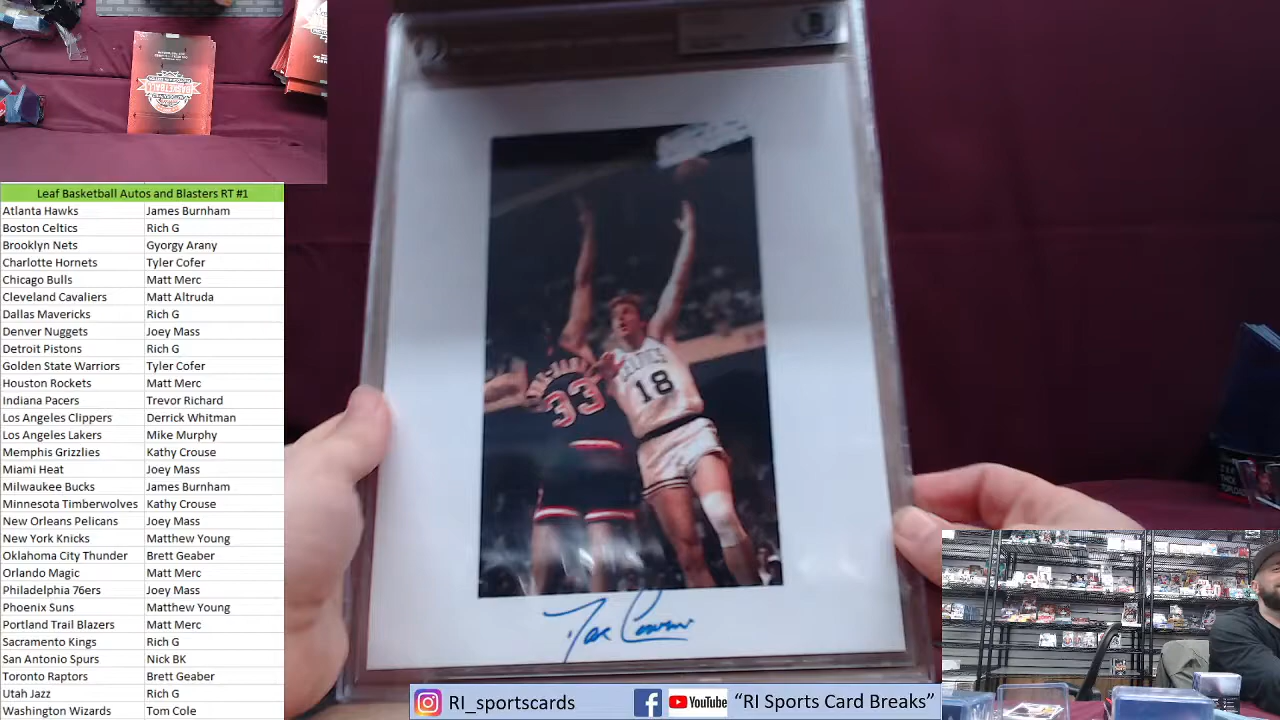 Leaf Basketball Autos and Blasters RT #1
Atlanta Hawks James Burnham
Boston Celtics Rich G
Brooklyn Nets Gyorgy Arany
Charlotte Hornets Tyler Cofer
Chicago Bulls Matt Merc
Cleveland Cavaliers Matt Altruda
Dallas Mavericks Rich G
Denver Nuggets Joey Mass
Detroit Pistons Rich G
Golden State Warriors Tyler Cofer
Houston Rockets Matt Merc
Indiana Pacers Trevor Richard
Los Angeles Clippers Derrick Whitman
Los Angeles Lakers Mike Murphy
Memphis Grizzlies Kathy Crouse
Miami Heat Joey Mass
Milwaukee Bucks James Burnham
Minnesota Timberwolves Kathy Crouse
New Orleans Pelicans Joey Mass
New York Knicks Matthew Young
Oklahoma City Thunder Brett Geaber
Orlando Magic Matt Merc
Philadelphia 76ers Joey Mass
Phoenix Suns Matthew Young
Portland Trail Blazers Matt Merc
Sacramento Kings Rich G
San Antonio Spurs Nick BK
Toronto Raptors Brett Geaber
Utah Jazz Rich G
Washington Wizards Tom Cole
BASKETBALL
33
18
RI_sportscards
YouTube "RI Sports Card Breaks"